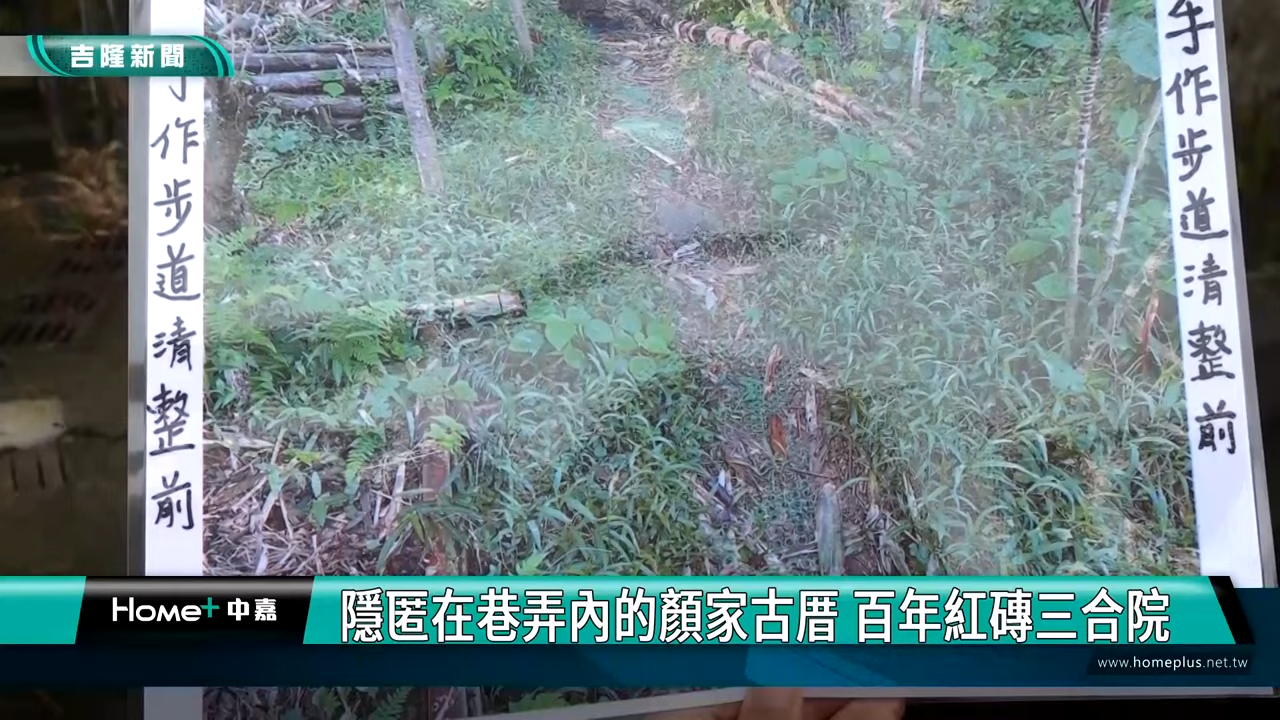 吉隆新聞
手作步道清整前
手作步道清整前
Home+ 中嘉
隱匿在巷弄內的顏家古厝 百年紅磚三合院
www.homeplus.net.tw